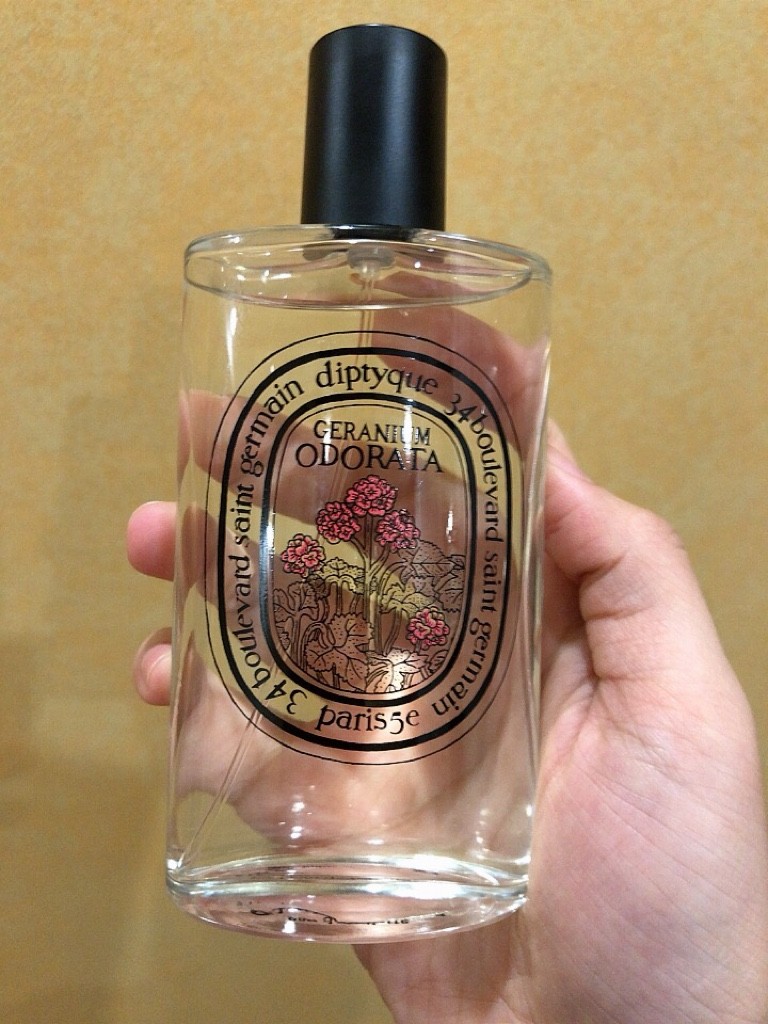 diptyque
34 boulevard saint germain
34 boulevard saint germain
paris 5e
GERANIUM
ODORATA